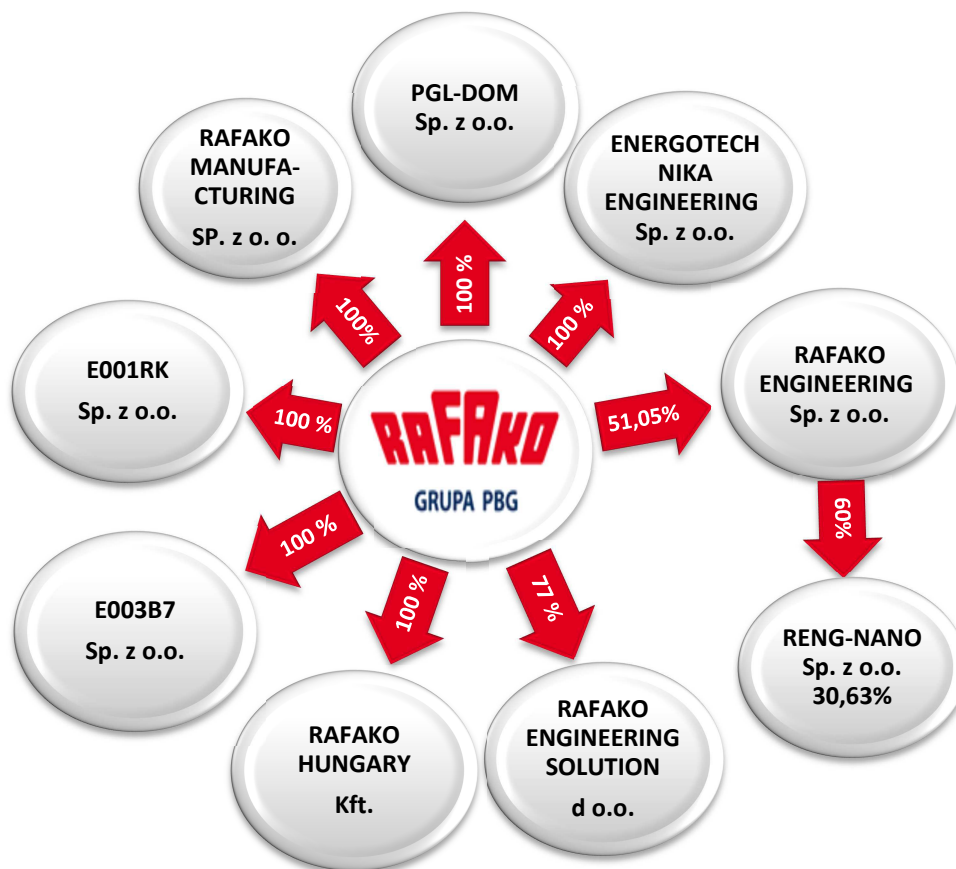 PGL-DOM
Sp. z o.o.
RAFAKO
MANUFA-
CTURING
SP. z o. o.
ENERGOTECH
NIKA
ENGINEERING
Sp. z o.o.
100%
100 %
100 %
E001RK
Sp. z o.o.
100 %
RAFAKO
GRUPA PBG
51,05%
RAFAKO
ENGINEERING
Sp. z o.o.
60%
100 %
E003B7
Sp. z o.o.
100 %
77 %
RENG-NANO
Sp. z o.o.
30,63%
RAFAKO
HUNGARY
Kft.
RAFAKO
ENGINEERING
SOLUTION
d o.o.